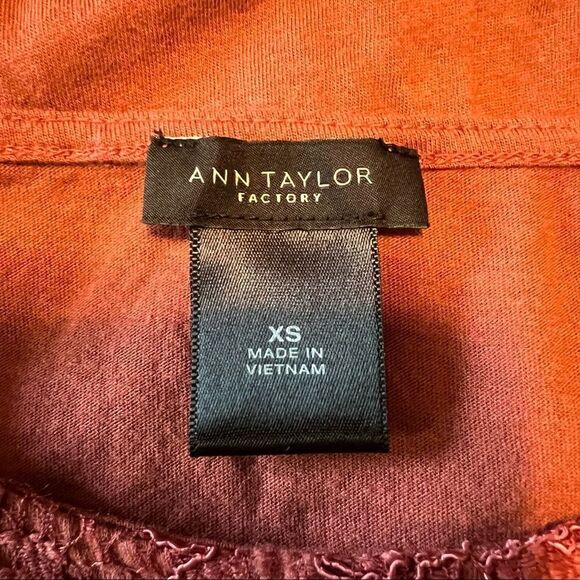 ANN TAYLOR
FACTORY
XS
MADE IN
VIETNAM